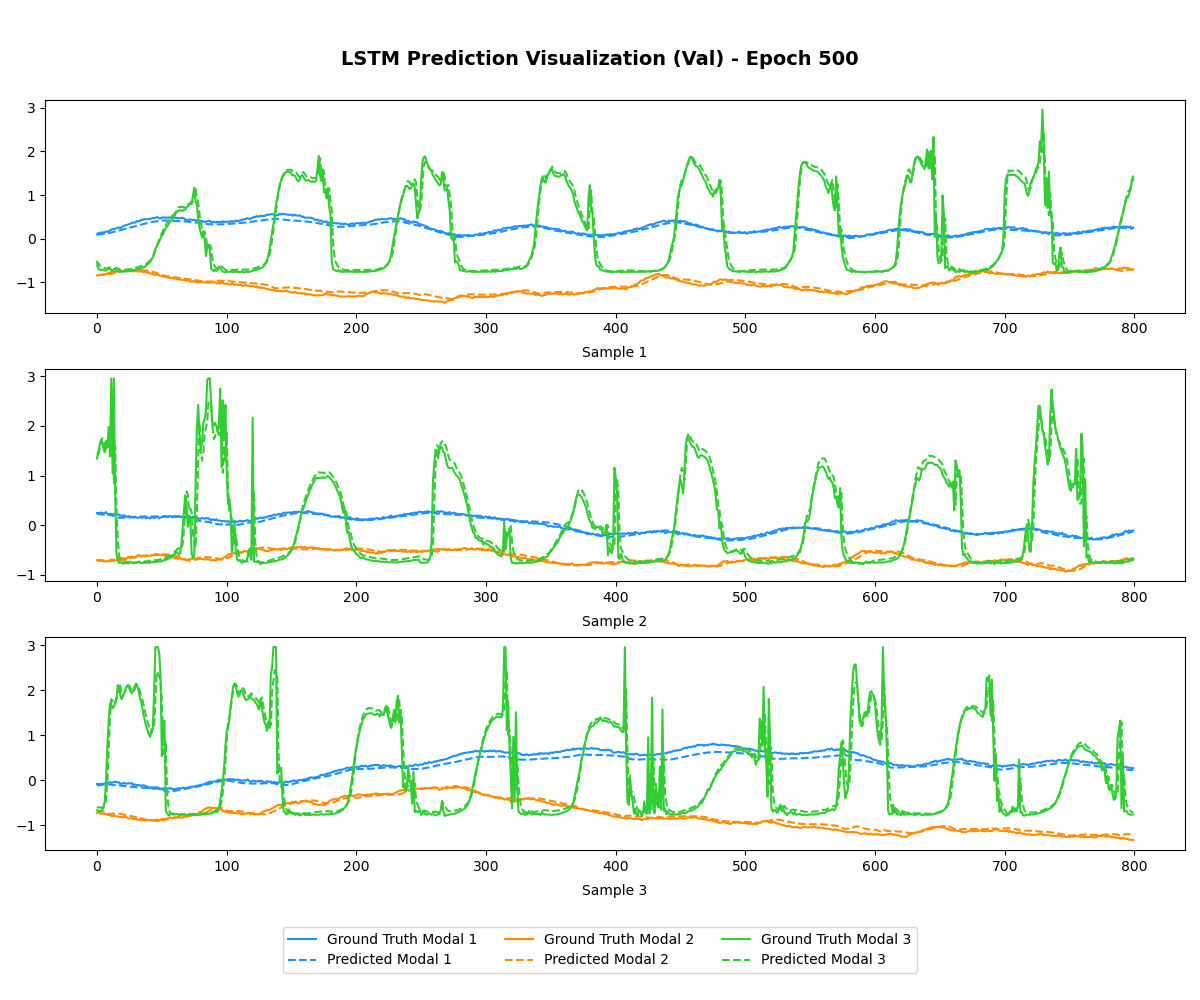 LSTM Prediction Visualization (Val) - Epoch 500
3
2
1
0
−1
0 100 200 300 400 500 600 700 800
Sample 1
3
2
1
0
−1
0 100 200 300 400 500 600 700 800
Sample 2
3
2
1
0
−1
0 100 200 300 400 500 600 700 800
Sample 3
Ground Truth Modal 1 Ground Truth Modal 2 Ground Truth Modal 3
Predicted Modal 1 Predicted Modal 2 Predicted Modal 3